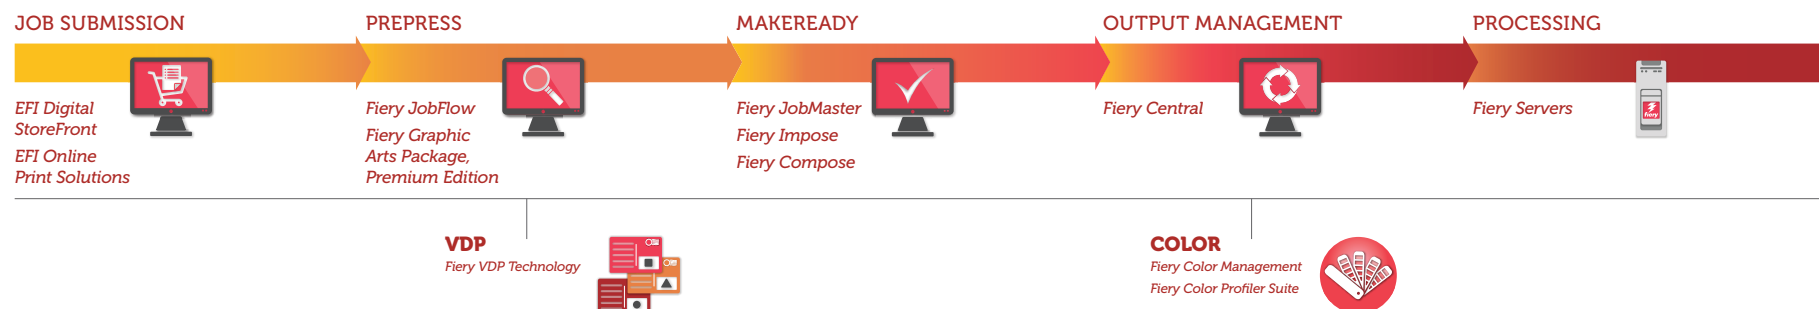 JOB SUBMISSION
EFI Digital
StoreFront
EFI Online
Print Solutions
PREPRESS
Fiery JobFlow
Fiery Graphic
Arts Package,
Premium Edition
MAKEREADY
Fiery JobMaster
Fiery Impose
Fiery Compose
OUTPUT MANAGEMENT
Fiery Central
PROCESSING
Fiery Servers
fiery
VDP
Fiery VDP Technology
COLOR
Fiery Color Management
Fiery Color Profiler Suite